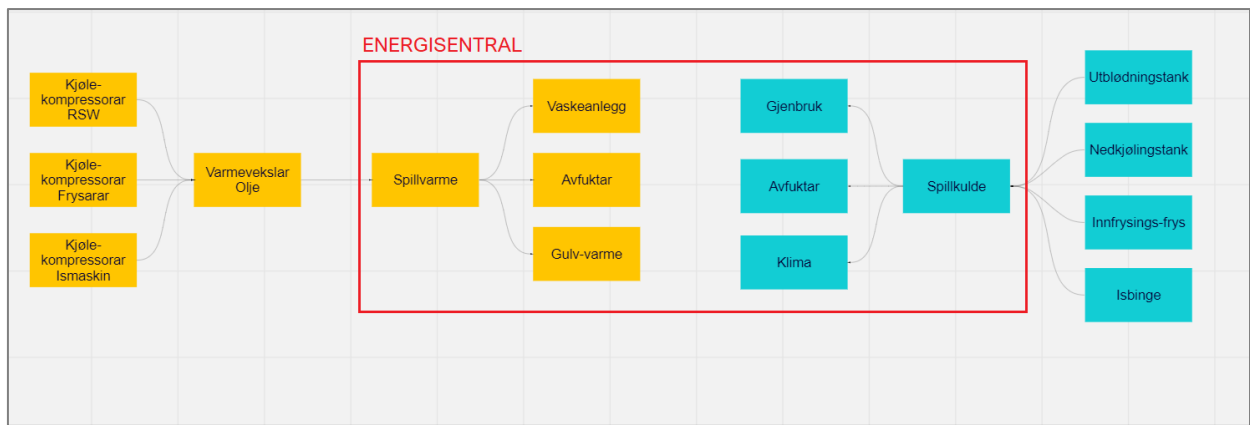 ENERGISENTRAL
Kjøle-
kompressorar
RSW
Kjøle-
kompressorar
Frysarar
Kjøle-
kompressorar
Ismaskin
Varmevekslar
Olje
Spillvarme
Vaskeanlegg
Avfuktar
Gulv-varme
Gjenbruk
Avfuktar
Klima
Spillkulde
Utblødningstank
Nedkjølingstank
Innfrysings-frys
Isbinge